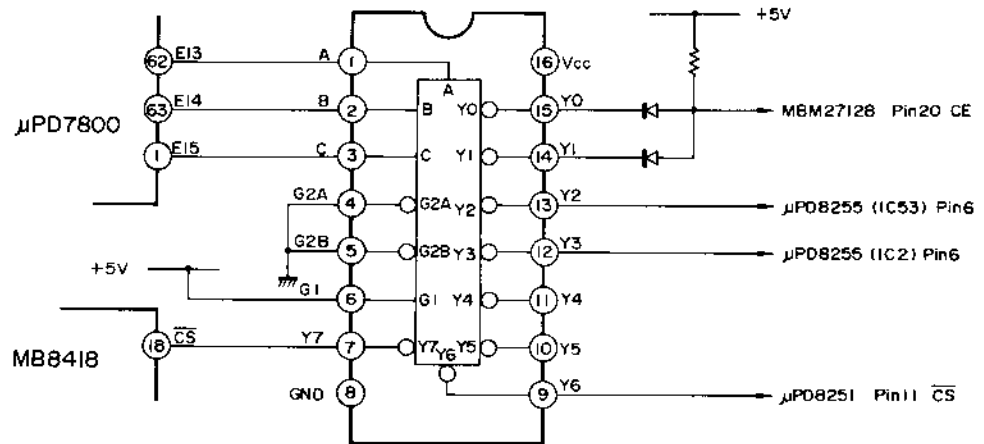 +5V
62 E13 A 1 16 Vcc
A
63 E14 B 2 B Y0 15 Y0 MBM27128 Pin20 CE
μPD7800
1 E15 C 3 C Y1 14 Y1
G2A 4 G2A Y2 13 Y2 μPD8255 (IC53) Pin6
G2B 5 G2B Y3 12 Y3 μPD8255 (IC2) Pin6
+5V
G1 6 G1 Y4 11 Y4
18 CS Y7 7 Y7 Y6 Y5 10 Y5
MB8418
GND 8 9 Y6 μPD8251 Pin11 CS